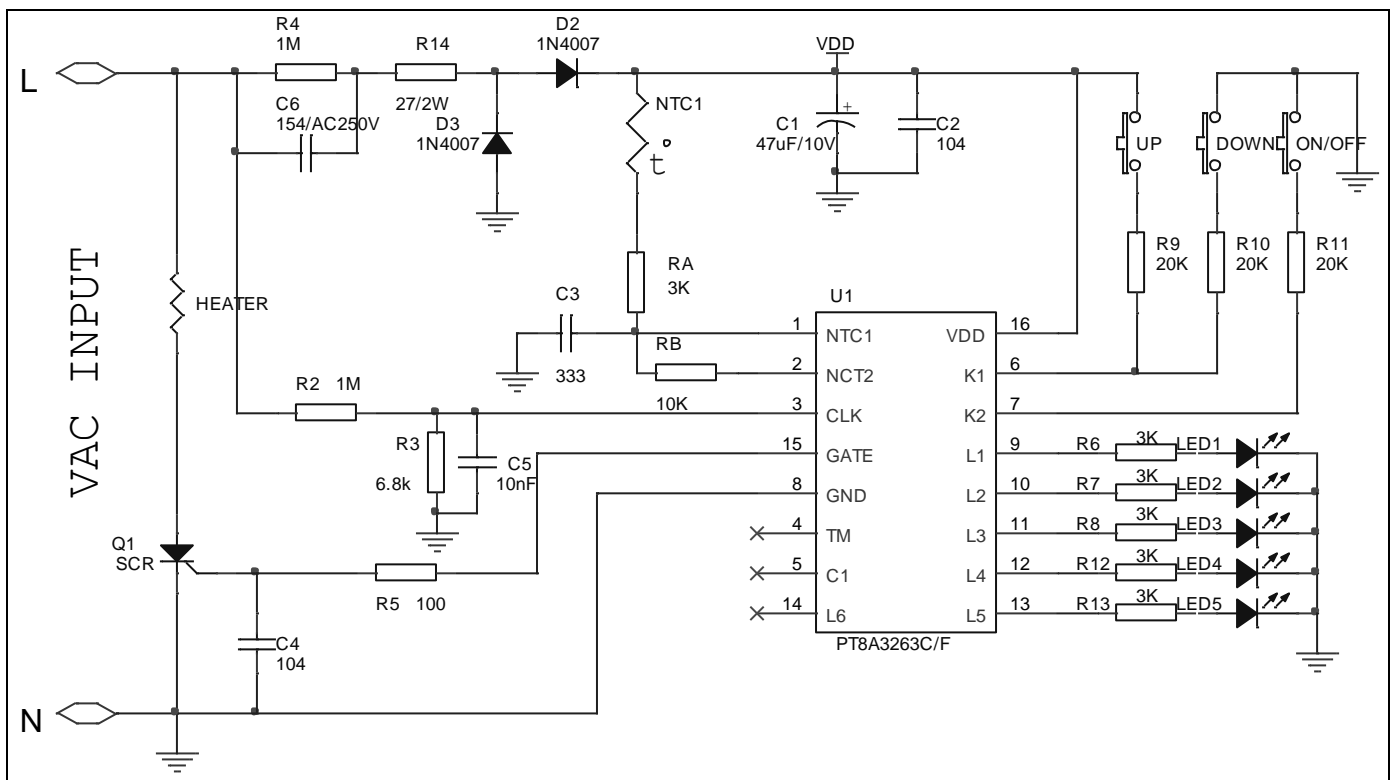 R4
1M
R14
D2
1N4007
VDD
L
C6
154/AC250V
27/2W
D3
1N4007
NTC1
t°
C1
47uF/10V
+
C2
104
UP
DOWN
ON/OFF
R9
20K
R10
20K
R11
20K
VAC INPUT
HEATER
RA
3K
C3
333
RB
10K
U1
1
NTC1
VDD
16
2
NCT2
K1
6
3
CLK
K2
7
15
GATE
L1
9
8
GND
L2
10
4
TM
L3
11
5
C1
L4
12
14
L6
L5
13
PT8A3263C/F
R2 1M
R3
6.8k
C5
10nF
R6
3K
LED1
R7
3K
LED2
R8
3K
LED3
R12
3K
LED4
R13
3K
LED5
Q1
SCR
R5 100
C4
104
N